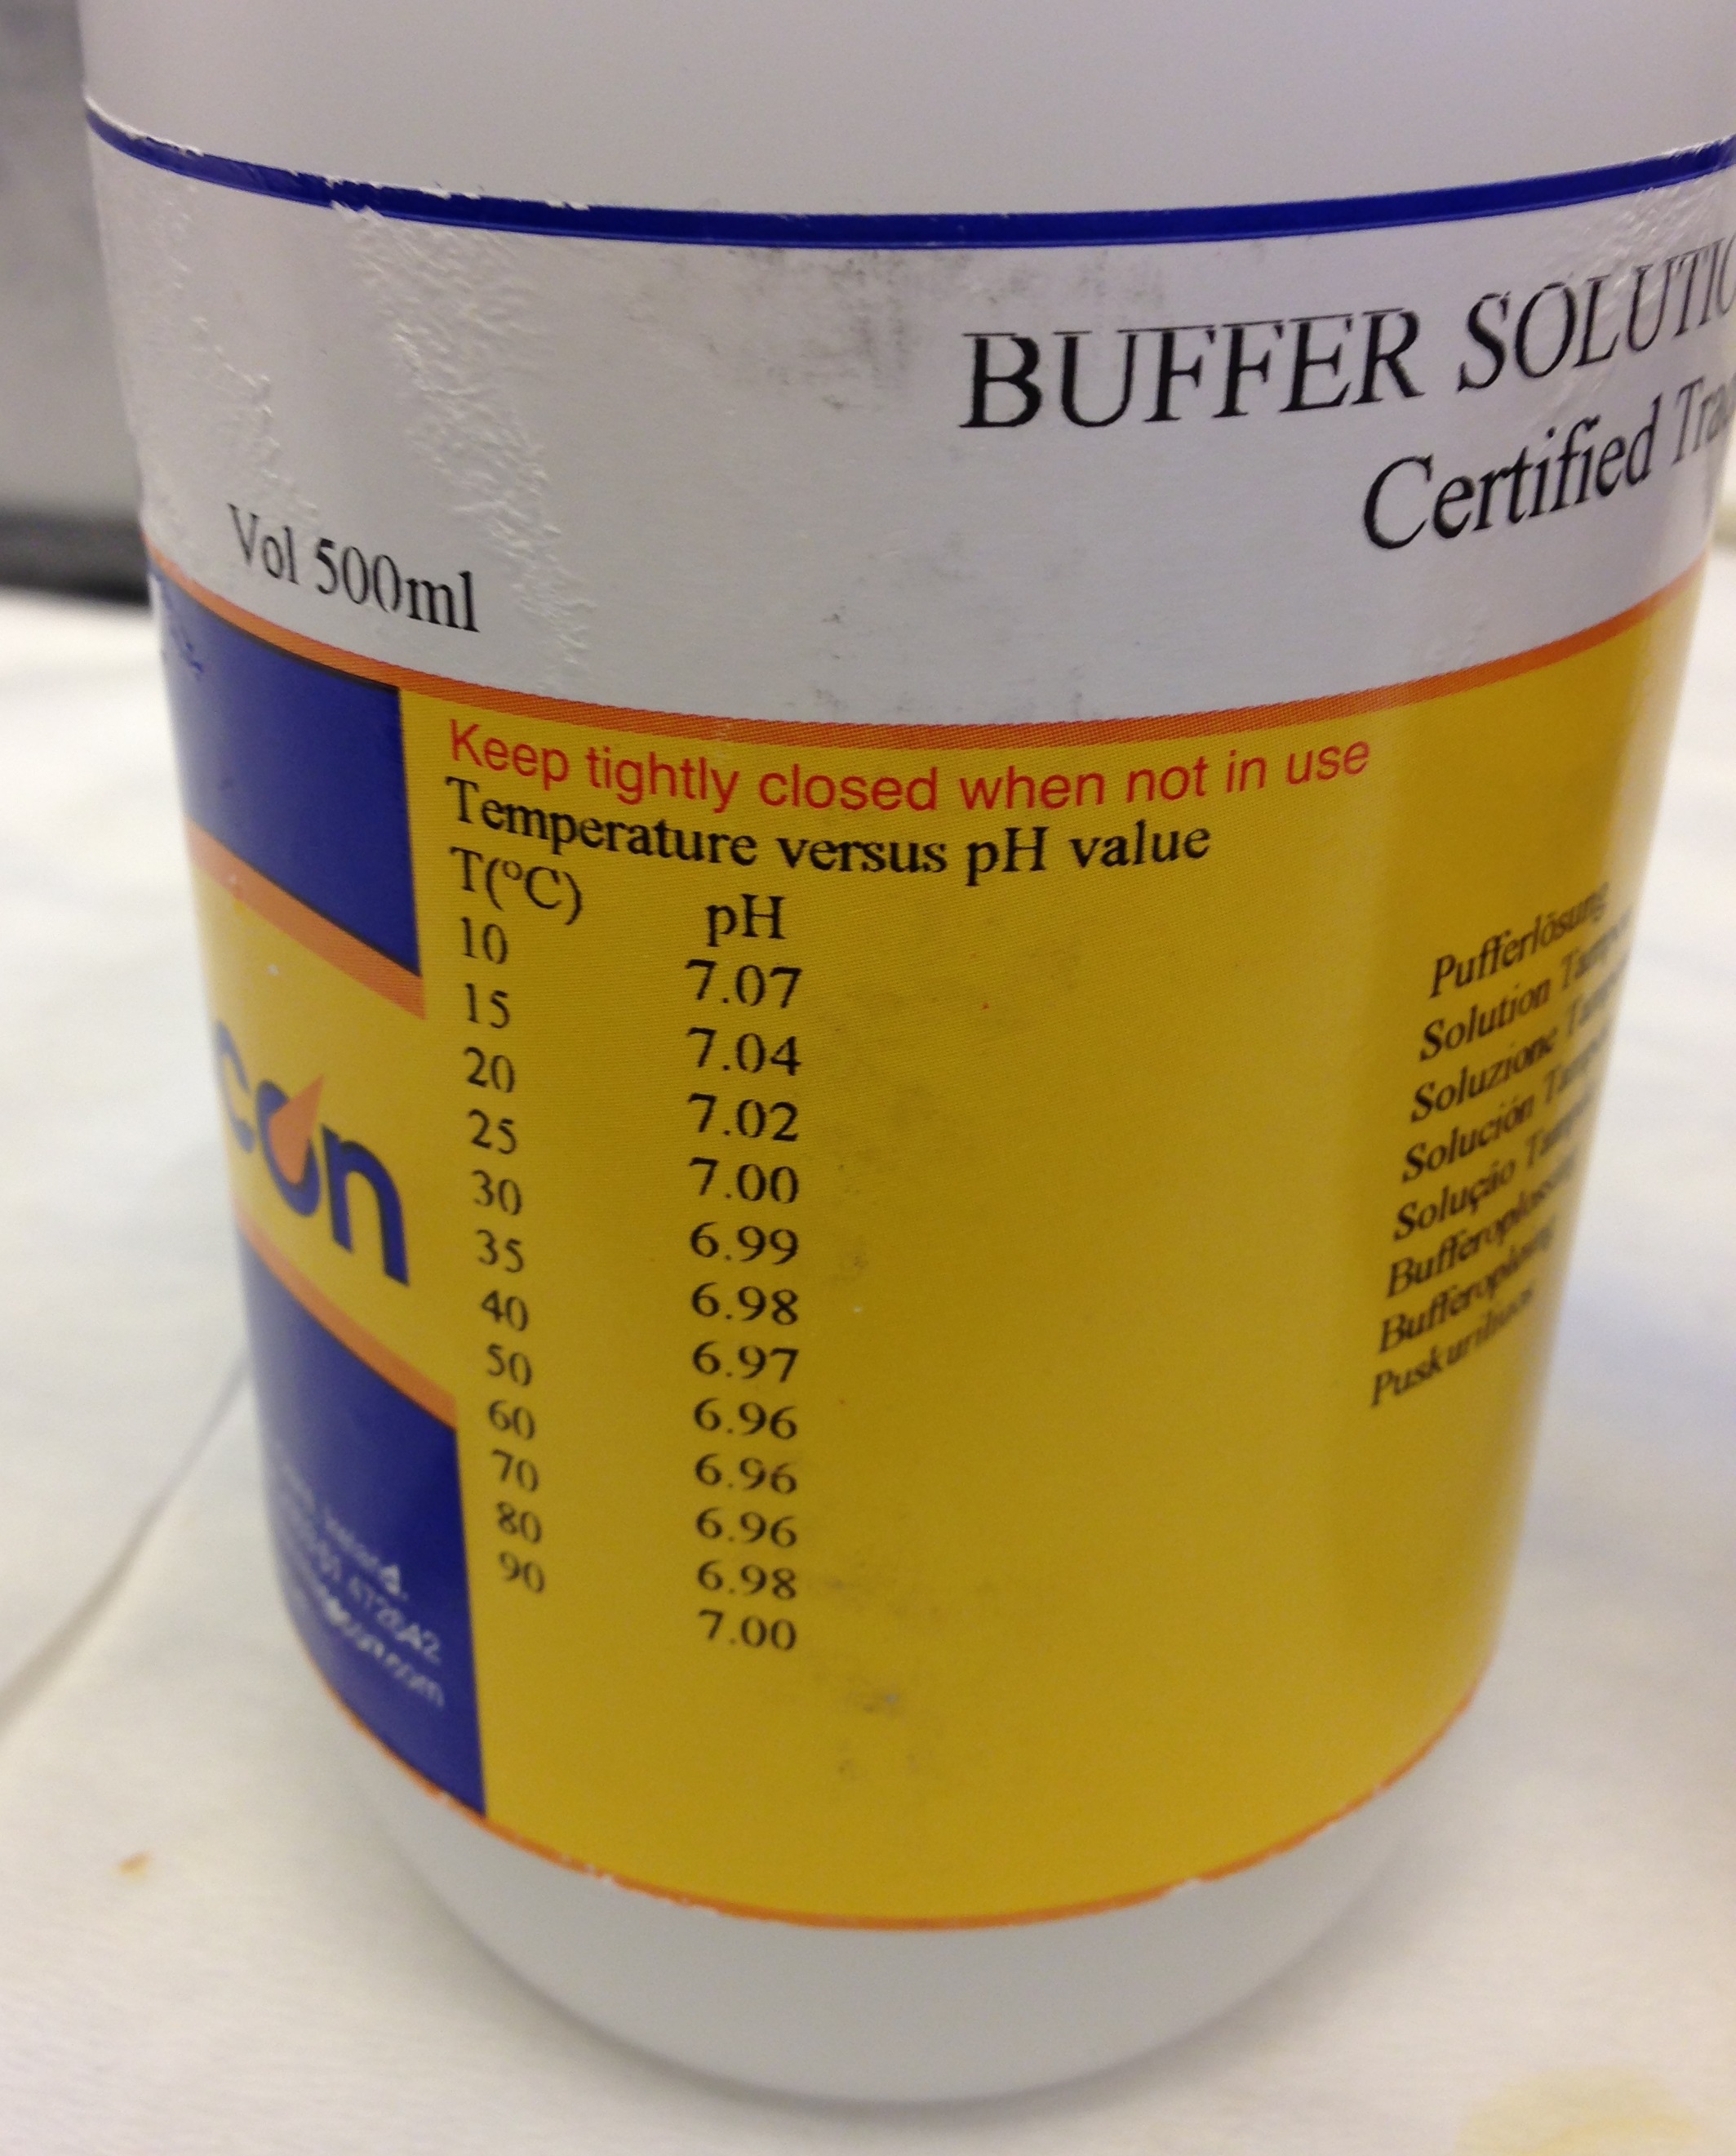 BUFFER
Certified
Vol 500ml
Keep tightly closed when not in use
Temperature versus pH value
T(°C) pH
10 7.07
15 7.04
20 7.02
25 7.00
30 6.99
35 6.98
40 6.97
50 6.96
60 6.96
70 6.96
80 6.98
90 7.00
con
472642
Pufferlösung
Solution
Soluzione
Solución
Solução